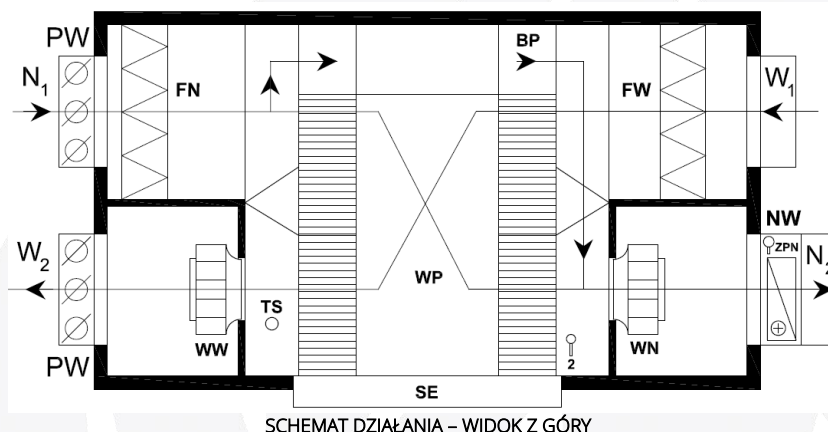 PW
N1
FN
BP
FW
W1
W2
TS
WW
WP
2
WN
NW
ZPN
N2
PW
SE
SCHEMAT DZIAŁANIA – WIDOK Z GÓRY